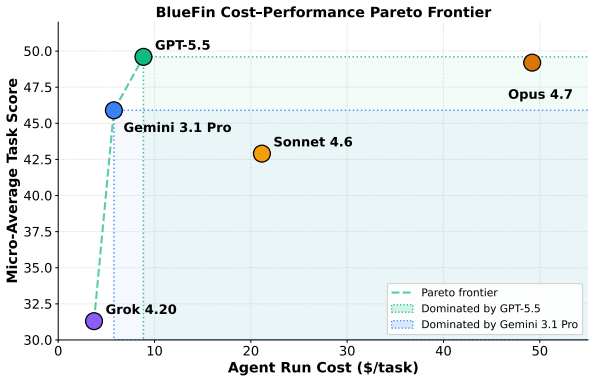 BlueFin Cost–Performance Pareto Frontier
Micro-Average Task Score
50.0
47.5
45.0
42.5
40.0
37.5
35.0
32.5
30.0
GPT-5.5
Opus 4.7
Gemini 3.1 Pro
Sonnet 4.6
Grok 4.20
Pareto frontier
Dominated by GPT-5.5
Dominated by Gemini 3.1 Pro
0 10 20 30 40 50
Agent Run Cost ($/task)